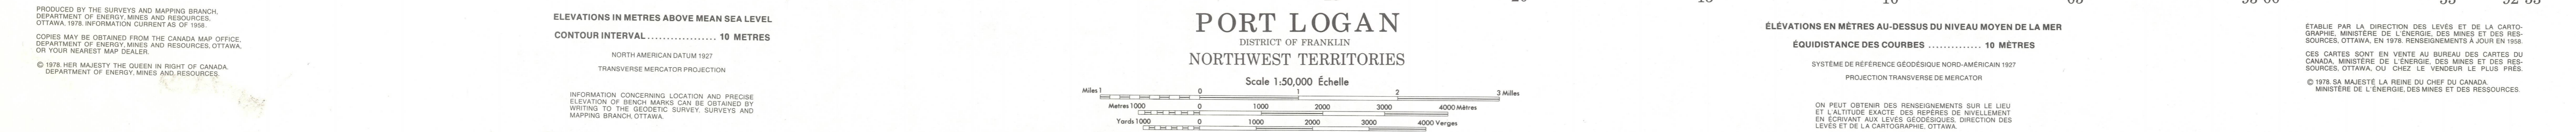 PRODUCED BY THE SURVEYS AND MAPPING BRANCH,
DEPARTMENT OF ENERGY, MINES AND RESOURCES,
OTTAWA, 1978. INFORMATION CURRENT AS OF 1958.
COPIES MAY BE OBTAINED FROM THE CANADA MAP OFFICE,
DEPARTMENT OF ENERGY, MINES AND RESOURCES, OTTAWA,
OR YOUR NEAREST MAP DEALER.
© 1978. HER MAJESTY THE QUEEN IN RIGHT OF CANADA.
DEPARTMENT OF ENERGY, MINES AND RESOURCES.
ELEVATIONS IN METRES ABOVE MEAN SEA LEVEL
CONTOUR INTERVAL ................. 10 METRES
NORTH AMERICAN DATUM 1927
TRANSVERSE MERCATOR PROJECTION
INFORMATION CONCERNING LOCATION AND PRECISE
ELEVATION OF BENCH MARKS CAN BE OBTAINED BY
WRITING TO THE GEODETIC SURVEY, SURVEYS AND
MAPPING BRANCH, OTTAWA.
PORT LOGAN
DISTRICT OF FRANKLIN
NORTHWEST TERRITORIES
Scale 1:50,000 Échelle
Miles 1 0 1 2 3 Milles
Metres 1000 0 1000 2000 3000 4000 Mètres
Yards 1000 0 1000 2000 3000 4000 Verges
ÉLÉVATIONS EN MÈTRES AU-DESSUS DU NIVEAU MOYEN DE LA MER
ÉQUIDISTANCE DES COURBES ............. 10 MÈTRES
SYSTÈME DE RÉFÉRENCE GÉODÉSIQUE NORD-AMÉRICAIN 1927
PROJECTION TRANSVERSE DE MERCATOR
ON PEUT OBTENIR DES RENSEIGNEMENTS SUR LE LIEU
ET L'ALTITUDE EXACTE DES REPÈRES DE NIVELLEMENT
EN ÉCRIVANT AUX LEVÉS GÉODÉSIQUES, DIRECTION DES
LEVÉS ET DE LA CARTOGRAPHIE, OTTAWA.
ÉTABLIE PAR LA DIRECTION DES LEVÉS ET DE LA CARTO-
GRAPHIE, MINISTÈRE DE L'ÉNERGIE, DES MINES ET DES RES-
SOURCES, OTTAWA, EN 1978. RENSEIGNEMENTS À JOUR EN 1958.
CES CARTES SONT EN VENTE AU BUREAU DES CARTES DU
CANADA, MINISTÈRE DE L'ÉNERGIE, DES MINES ET DES RES-
SOURCES, OTTAWA, OU CHEZ LE VENDEUR LE PLUS PRÈS.
© 1978. SA MAJESTÉ LA REINE DU CHEF DU CANADA.
MINISTÈRE DE L'ÉNERGIE, DES MINES ET DES RESSOURCES.